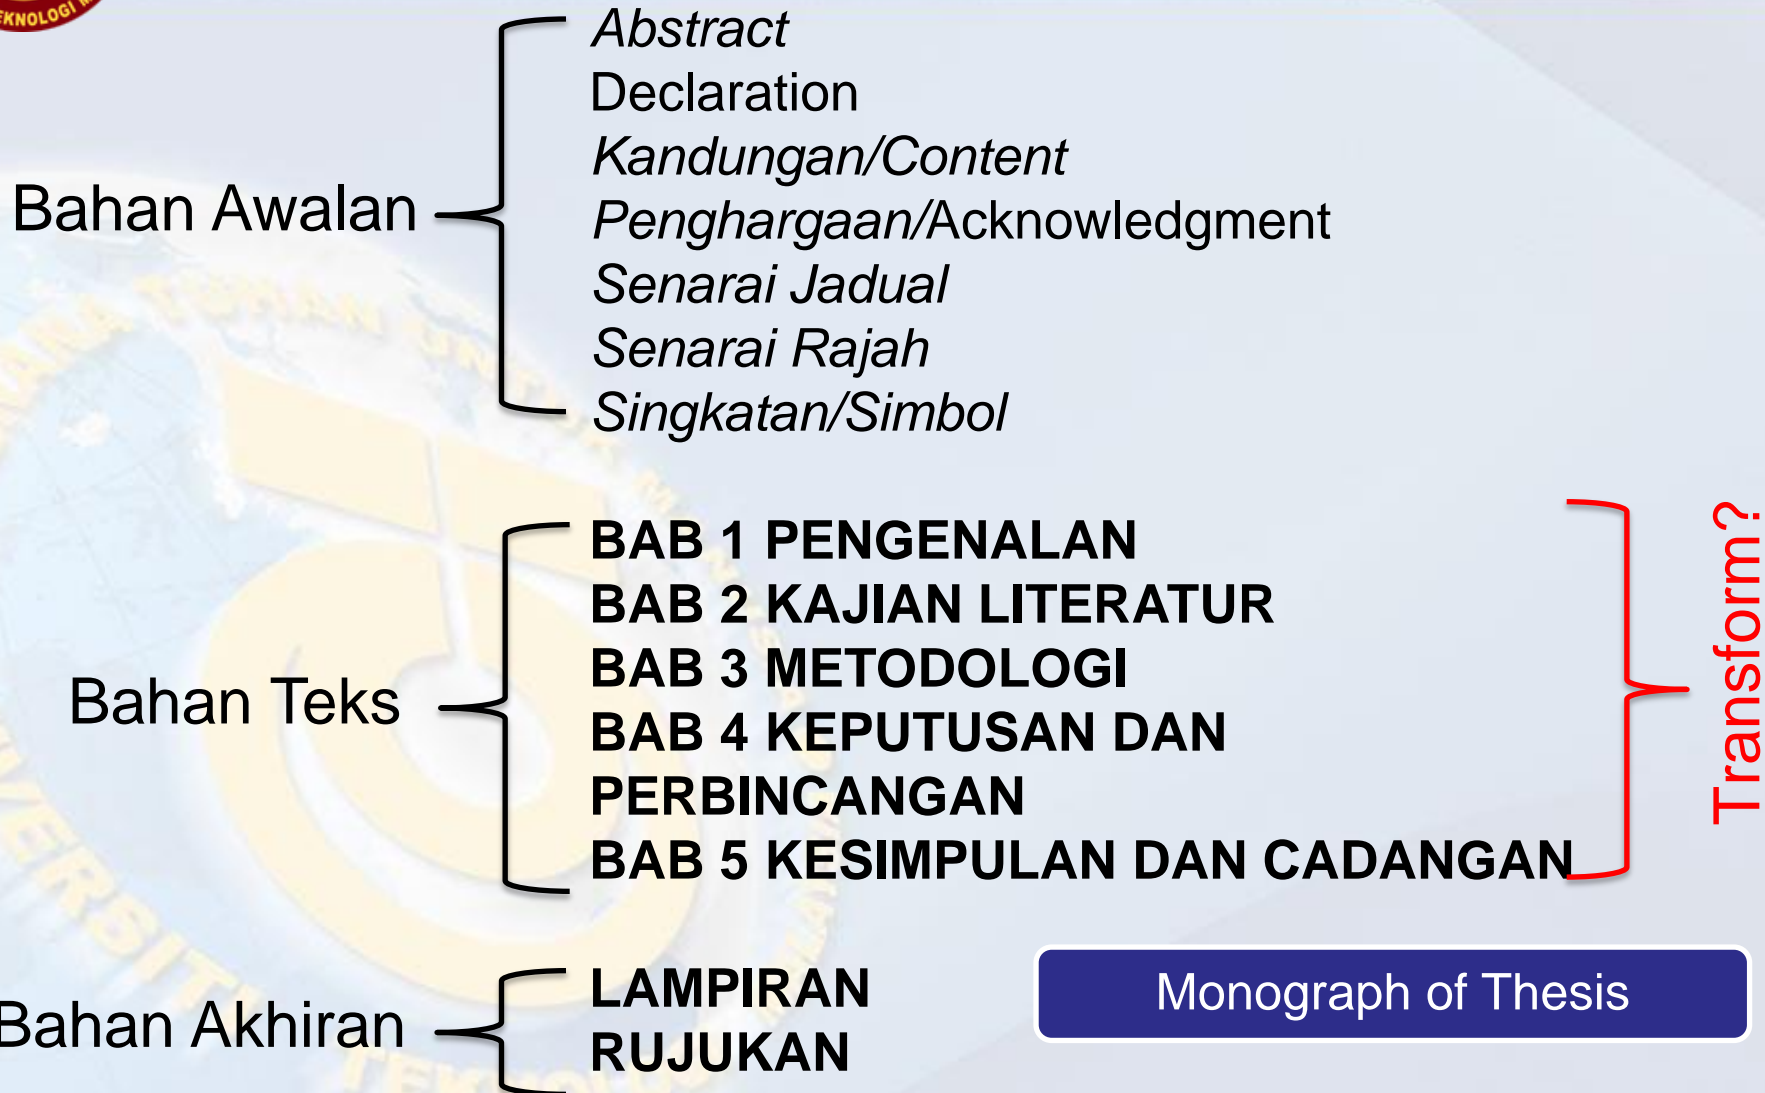 TEKNOLOGI
Bahan Awalan
Abstract
Declaration
Kandungan/Content
Penghargaan/Acknowledgment
Senarai Jadual
Senarai Rajah
Singkatan/Simbol
Bahan Teks
BAB 1 PENGENALAN
BAB 2 KAJIAN LITERATUR
BAB 3 METODOLOGI
BAB 4 KEPUTUSAN DAN
PERBINCANGAN
BAB 5 KESIMPULAN DAN CADANGAN
Transform?
Bahan Akhiran
LAMPIRAN
RUJUKAN
Monograph of Thesis